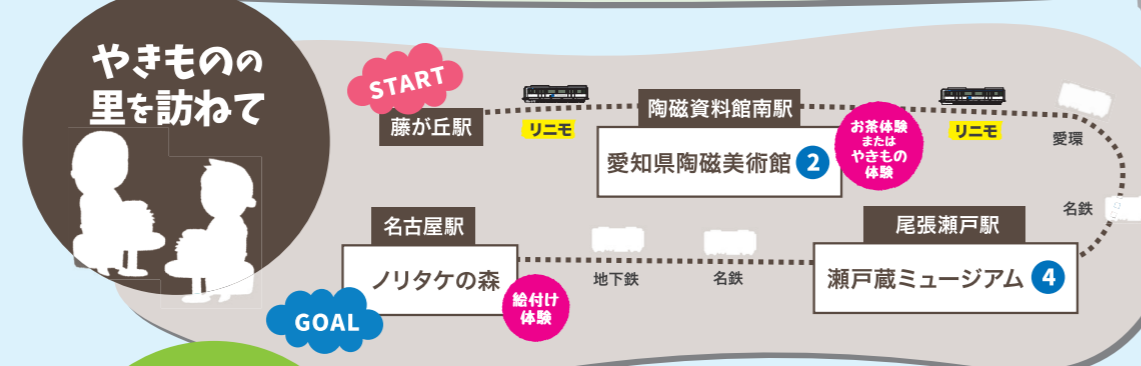 やきものの
里を訪ねて
START
藤が丘駅
リニモ
陶磁資料館南駅
愛知県陶磁美術館 2
お茶体験
または
やきもの
体験
リニモ
愛環
名鉄
尾張瀬戸駅
瀬戸蔵ミュージアム 4
名鉄
地下鉄
名古屋駅
ノリタケの森
絵付け
体験
GOAL